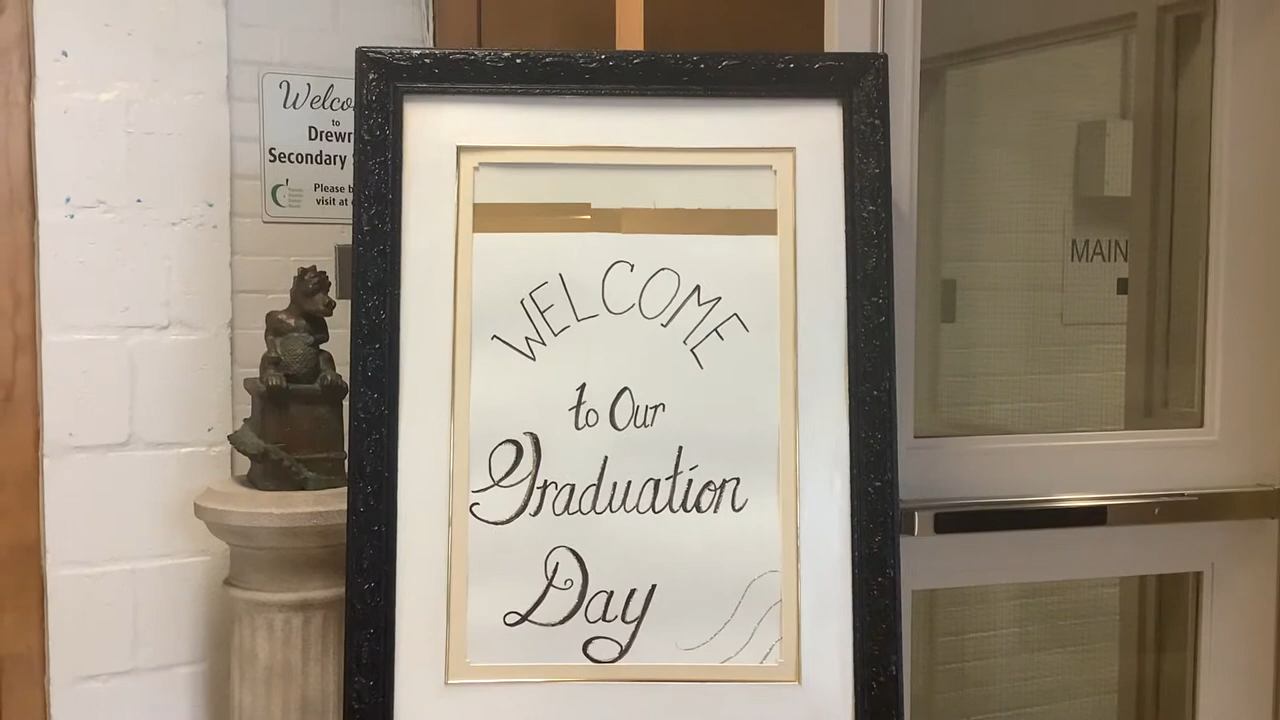 Welco
to
Drewr
Secondary
Please b
visit at
WELCOME
to Our
Graduation
Day
MAIN